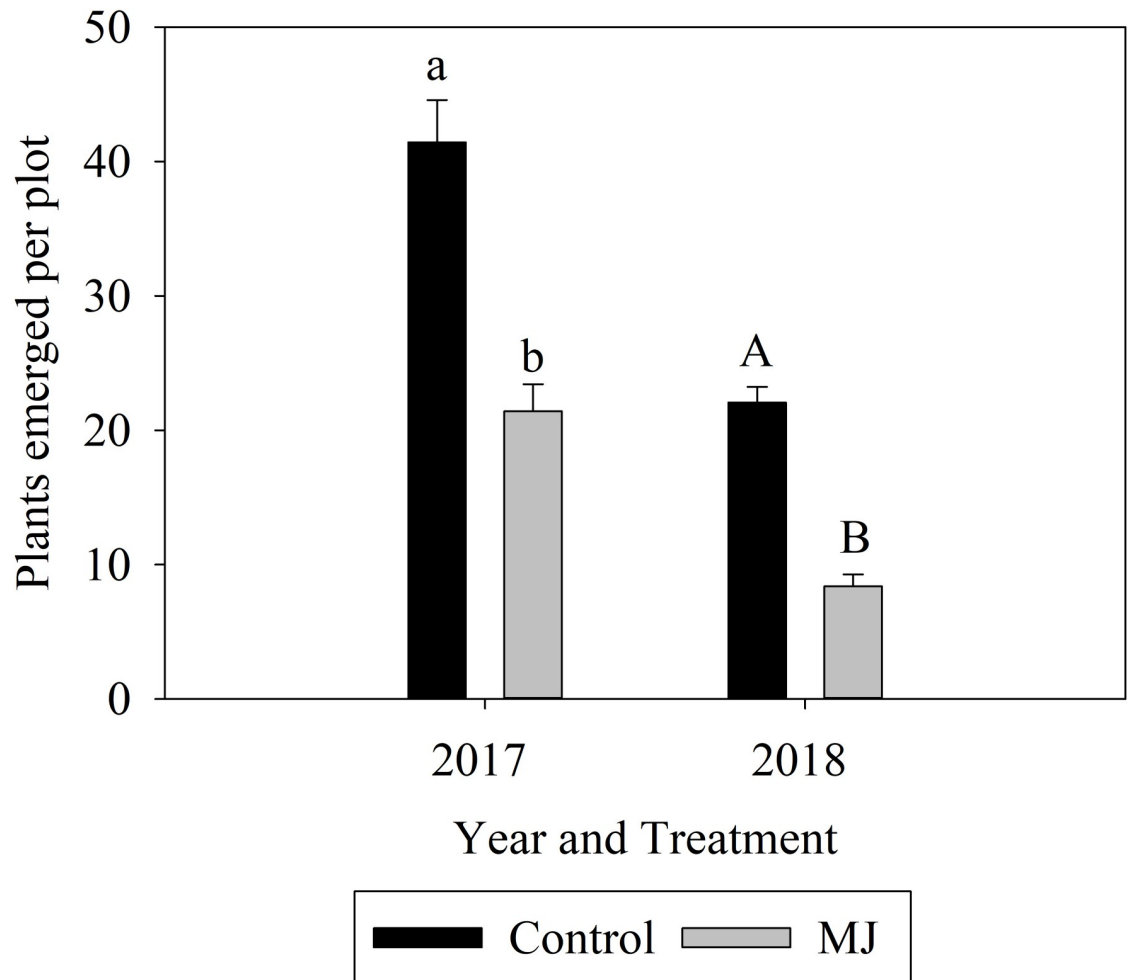 Plants emerged per plot
50
40
30
20
10
0
a
b
A
B
2017 2018
Year and Treatment
Control MJ